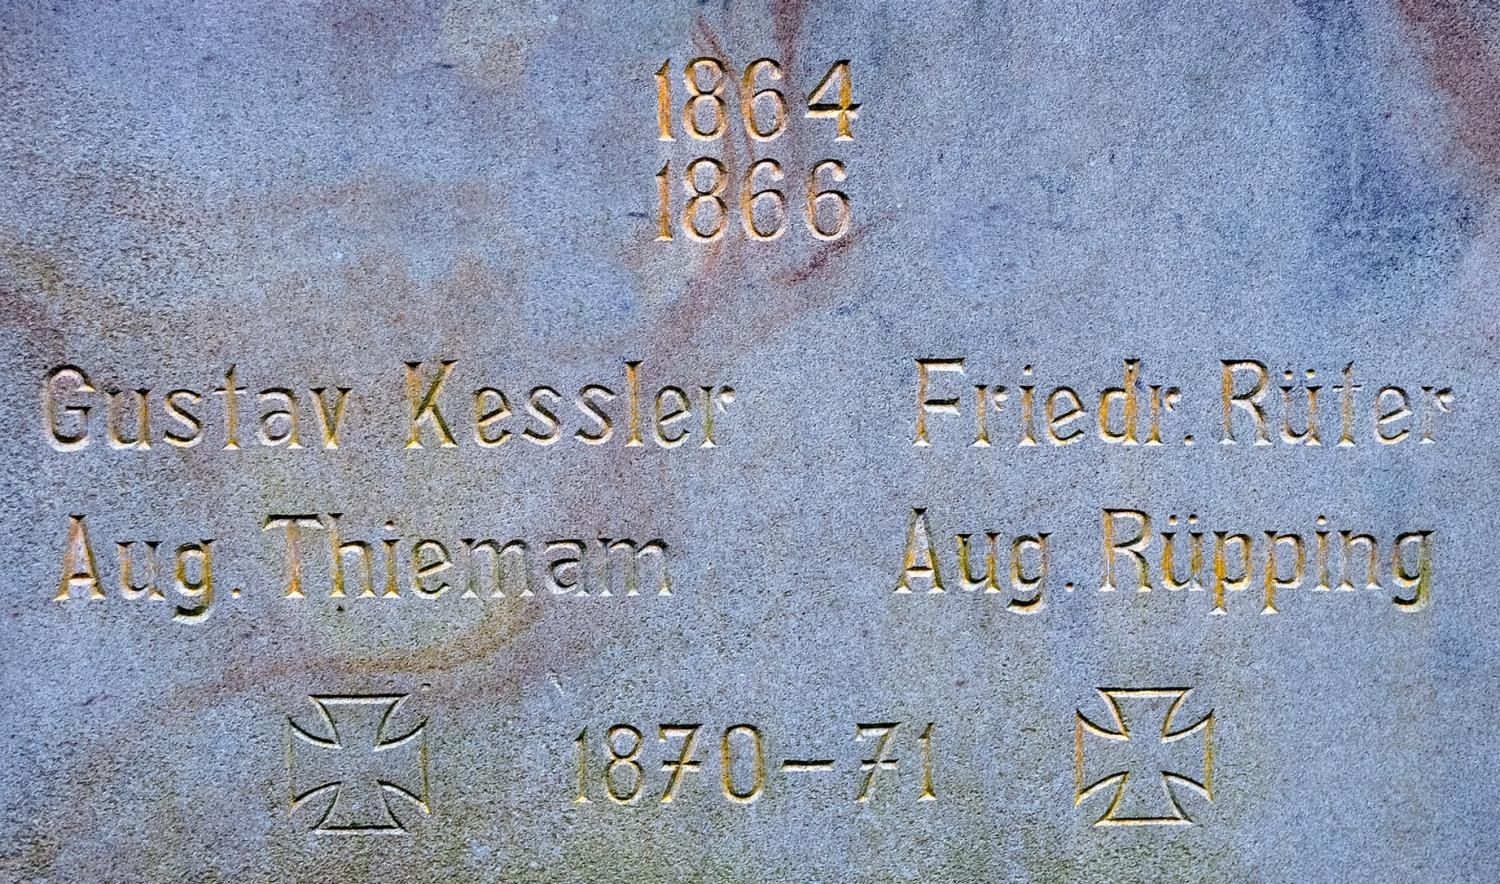 1864
1866
Gustav Kessler Friedr. Rüter
Aug. Thiemam Aug. Rüpping
1870–71